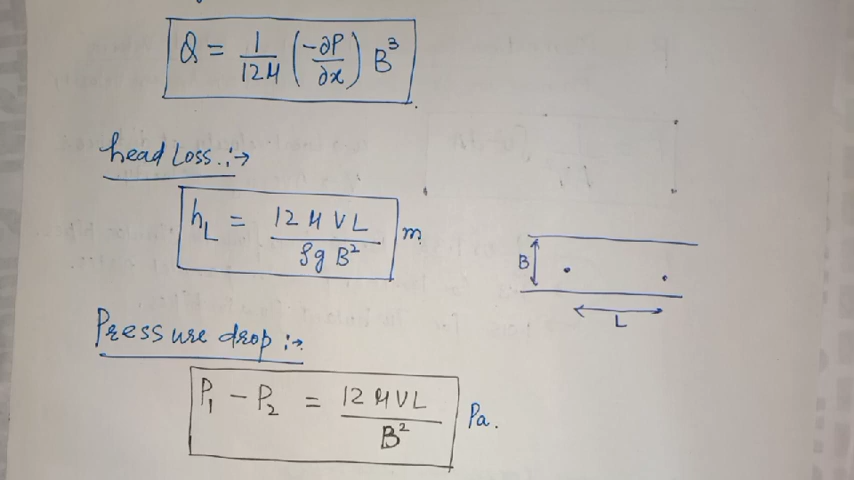 Q = 1/12μ (-∂P/∂x) B³
head Loss :→
h_L = 12 μ V L / ρg B² m
B
L
Pressure drop :→
P₁ - P₂ = 12 μ V L / B² Pa.